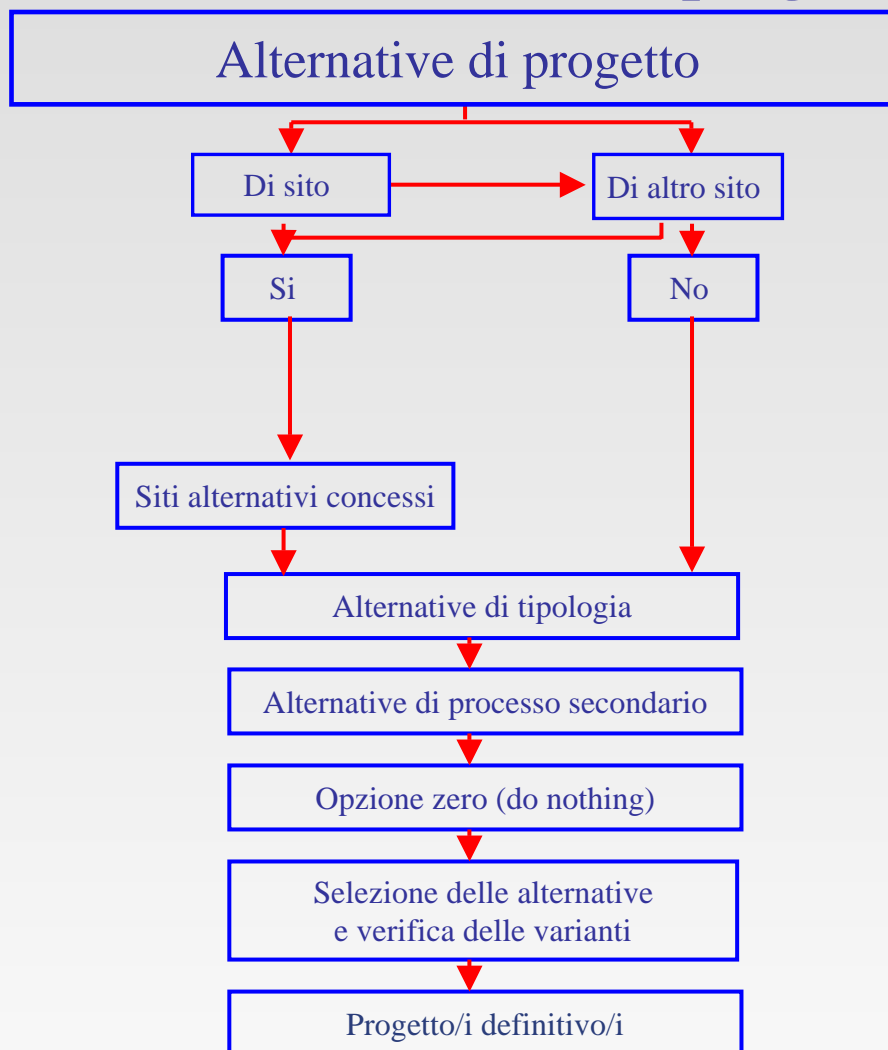 Alternative di progetto
Di sito
Di altro sito
Si
No
Siti alternativi concessi
Alternative di tipologia
Alternative di processo secondario
Opzione zero (do nothing)
Selezione delle alternative
e verifica delle varianti
Progetto/i definitivo/i